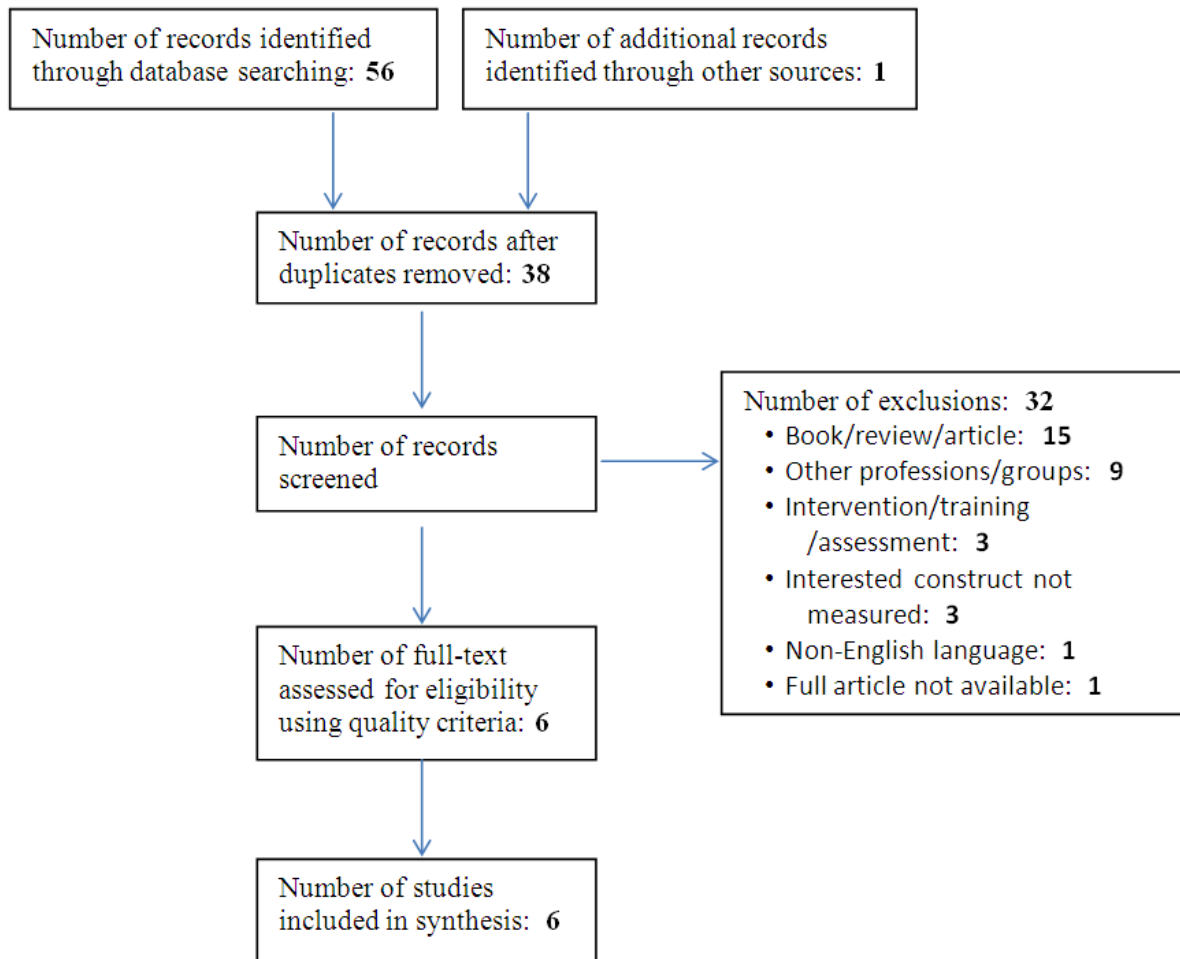 Number of records identified
through database searching: 56
Number of additional records
identified through other sources: 1
Number of records after
duplicates removed: 38
Number of records
screened
Number of exclusions: 32
• Book/review/article: 15
• Other professions/groups: 9
• Intervention/training
/assessment: 3
• Interested construct not
measured: 3
• Non-English language: 1
• Full article not available: 1
Number of full-text
assessed for eligibility
using quality criteria: 6
Number of studies
included in synthesis: 6